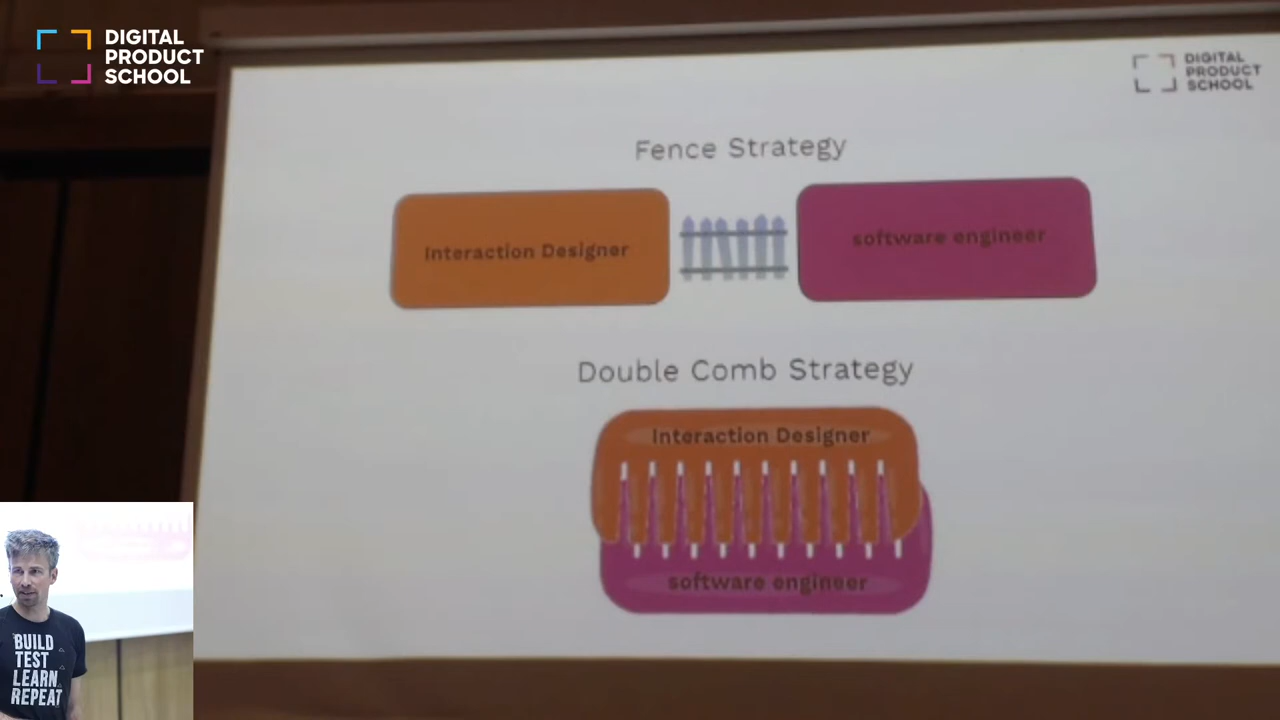 DIGITAL
PRODUCT
SCHOOL
DIGITAL
PRODUCT
SCHOOL
Fence Strategy
Interaction Designer
software engineer
Double Comb Strategy
Interaction Designer
software engineer
BUILD
TEST
LEARN
REPEAT